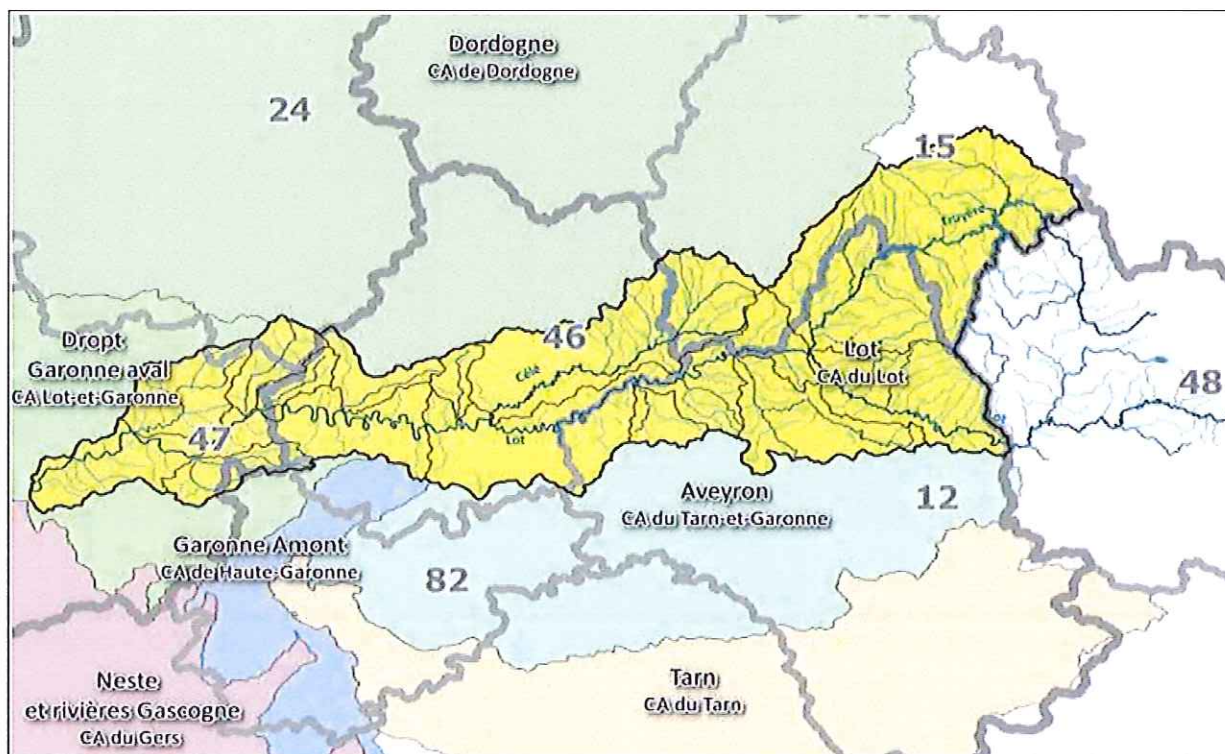 Dordogne
CA de Dordogne
24
15
Truyère
Dropt
Garonne aval
CA Lot-et-Garonne
46
Célé
Lot
CA du Lot
48
47
Lot
Lot
Aveyron
CA du Tarn-et-Garonne
12
Garonne Amont
CA de Haute-Garonne
82
Neste
et rivières Gascogne
CA du Gers
Tarn
CA du Tarn